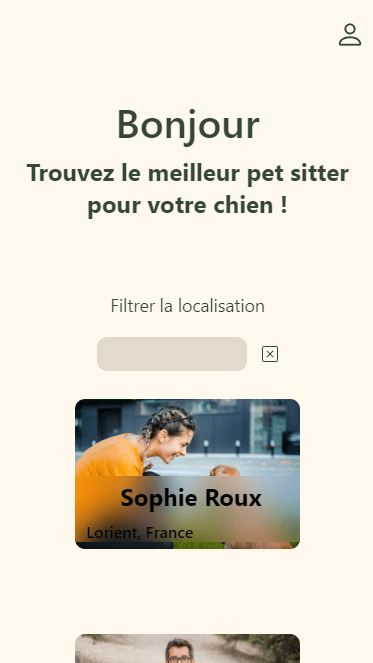 Bonjour
Trouvez le meilleur pet sitter
pour votre chien !
Filtrer la localisation
Sophie Roux
Lorient, France